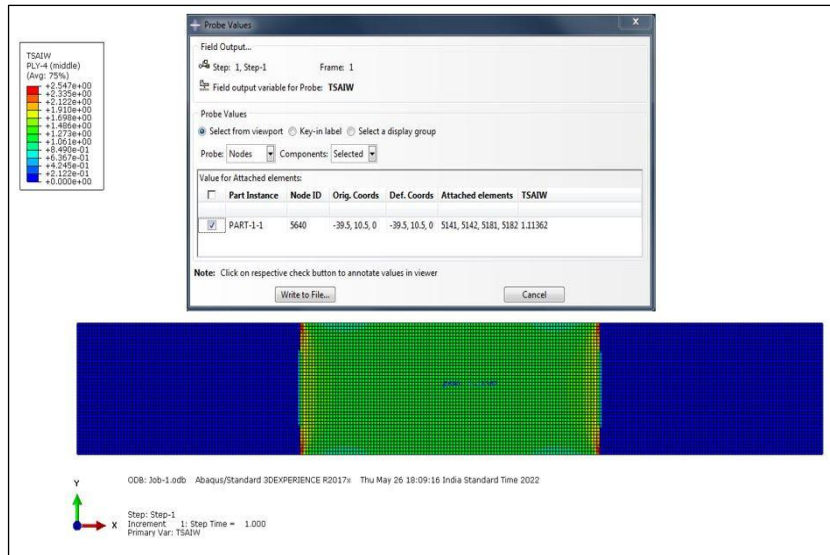 Probe Values
x
Field Output...
Step: 1, Step-1 Frame: 1
Field output variable for Probe: TSAIW
Probe Values
Select from viewport Key-in label Select a display group
Probe: Nodes Components: Selected
Value for Attached elements:
Part Instance Node ID Orig. Coords Def. Coords Attached elements TSAIW
PART-1-1 5640 -39.5, 10.5, 0 -39.5, 10.5, 0 5141, 5142, 5181, 5182 1.11362
Note: Click on respective check button to annotate values in viewer
Write to File... Cancel
TSAIW
PLY-4 (middle)
(Avg: 75%)
+2.547e+00
+2.335e+00
+2.122e+00
+1.910e+00
+1.698e+00
+1.486e+00
+1.273e+00
+1.061e+00
+8.490e-01
+6.367e-01
+4.245e-01
+2.122e-01
+0.000e+00
ODB: Job-1.odb Abaqus/Standard 3DEXPERIENCE R2017x Thu May 26 18:09:16 India Standard Time 2022
Y
X
Step: Step-1
Increment 1: Step Time = 1.000
Primary Var: TSAIW